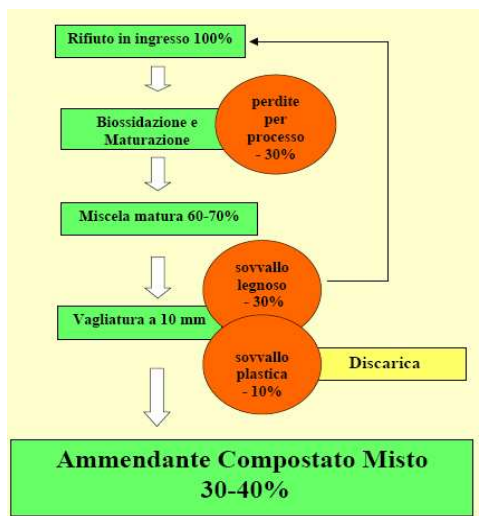 Rifiuto in ingresso 100%
perdite
per
processo
- 30%
Biossidazione e
Maturazione
Miscela matura 60-70%
sovvallo
legnoso
- 30%
Vagliatura a 10 mm
sovvallo
plastica
- 10%
Discarica
Ammendante Compostato Misto
30-40%